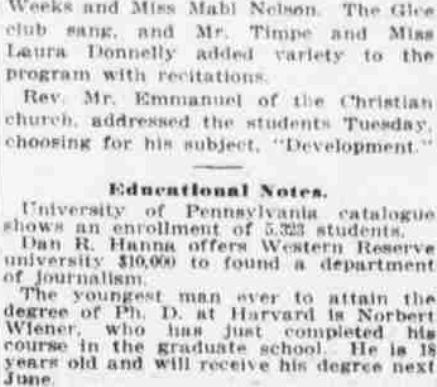 Weeks and Miss Mabl Nelson. The Glee
club sang, and Mr. Timpe and Miss
Laura Donnelly added variety to the
program with recitations.
Rev. Mr. Emmanuel of the Christian
church, addressed the students Tuesday,
choosing for his subject, "Development."
Educational Notes.
University of Pennsylvania catalogue
shows an enrollment of 5,323 students.
Dan R. Hanna offers Western Reserve
university $10,000 to found a department
of journalism.
The youngest man ever to attain the
degree of Ph. D. at Harvard is Norbert
Wiener, who has just completed his
course in the graduate school. He is 18
years old and will receive his degree next
June.